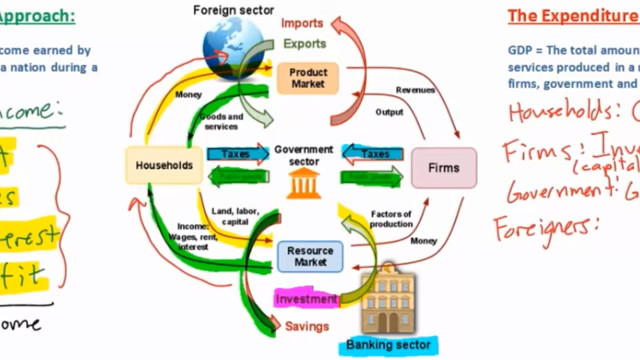 Approach:
Foreign sector
Imports
The Expenditure
come earned by
a nation during a
Exports
GDP = The total amoun
services produced in a
firms, government and
Product
Market
Money
Revenues
Goods and
services
Output
come:
Households:
Households
Taxes
Government
sector
Taxes
Firms
Firms: Inv
(capital
Government: G
Foreigners:
erest
fit
ome
Land, labor,
capital
Factors of
production
Income:
Wages, rent,
interest
Resource
Market
Money
Investment
Savings
Banking sector